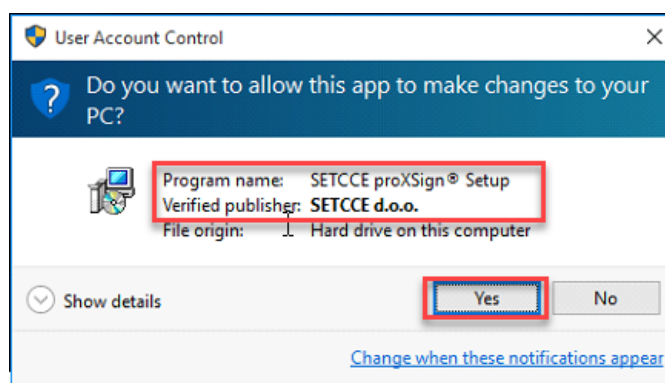 User Account Control
Do you want to allow this app to make changes to your
PC?
Program name: SETCCE proXSign® Setup
Verified publisher: SETCCE d.o.o.
File origin: Hard drive on this computer
Show details
Yes
No
Change when these notifications appear